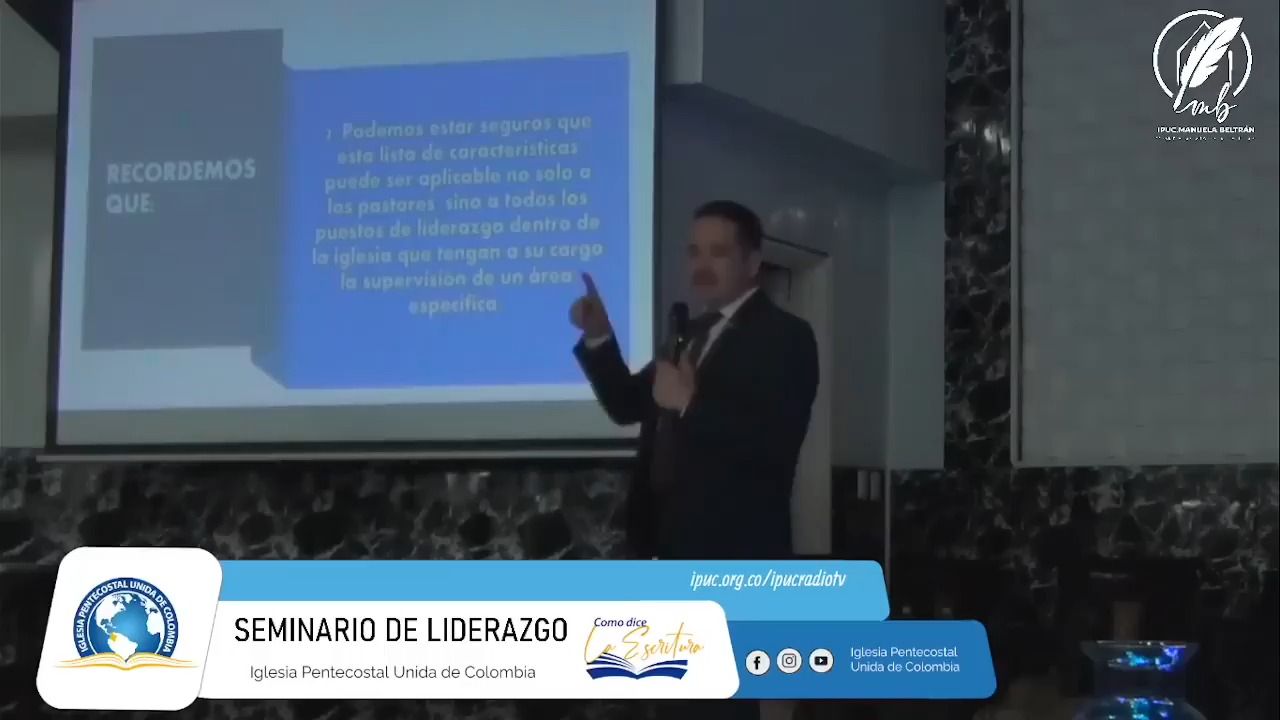 RECORDEMOS
QUE:
Podemos estar seguros que
esta lista de características
puede ser aplicable no solo a
los pastores sino a todos los
puestos de liderazgo dentro de
la iglesia que tengan a su cargo
la supervisión de un área
específica
mb
IPUC.MANUELA BELTRÁN
ipuc.org.co/ipucradiotv
IGLESIA PENTECOSTAL UNIDA DE COLOMBIA
SEMINARIO DE LIDERAZGO
Iglesia Pentecostal Unida de Colombia
Como dice
La Escritura
Iglesia Pentecostal
Unida de Colombia